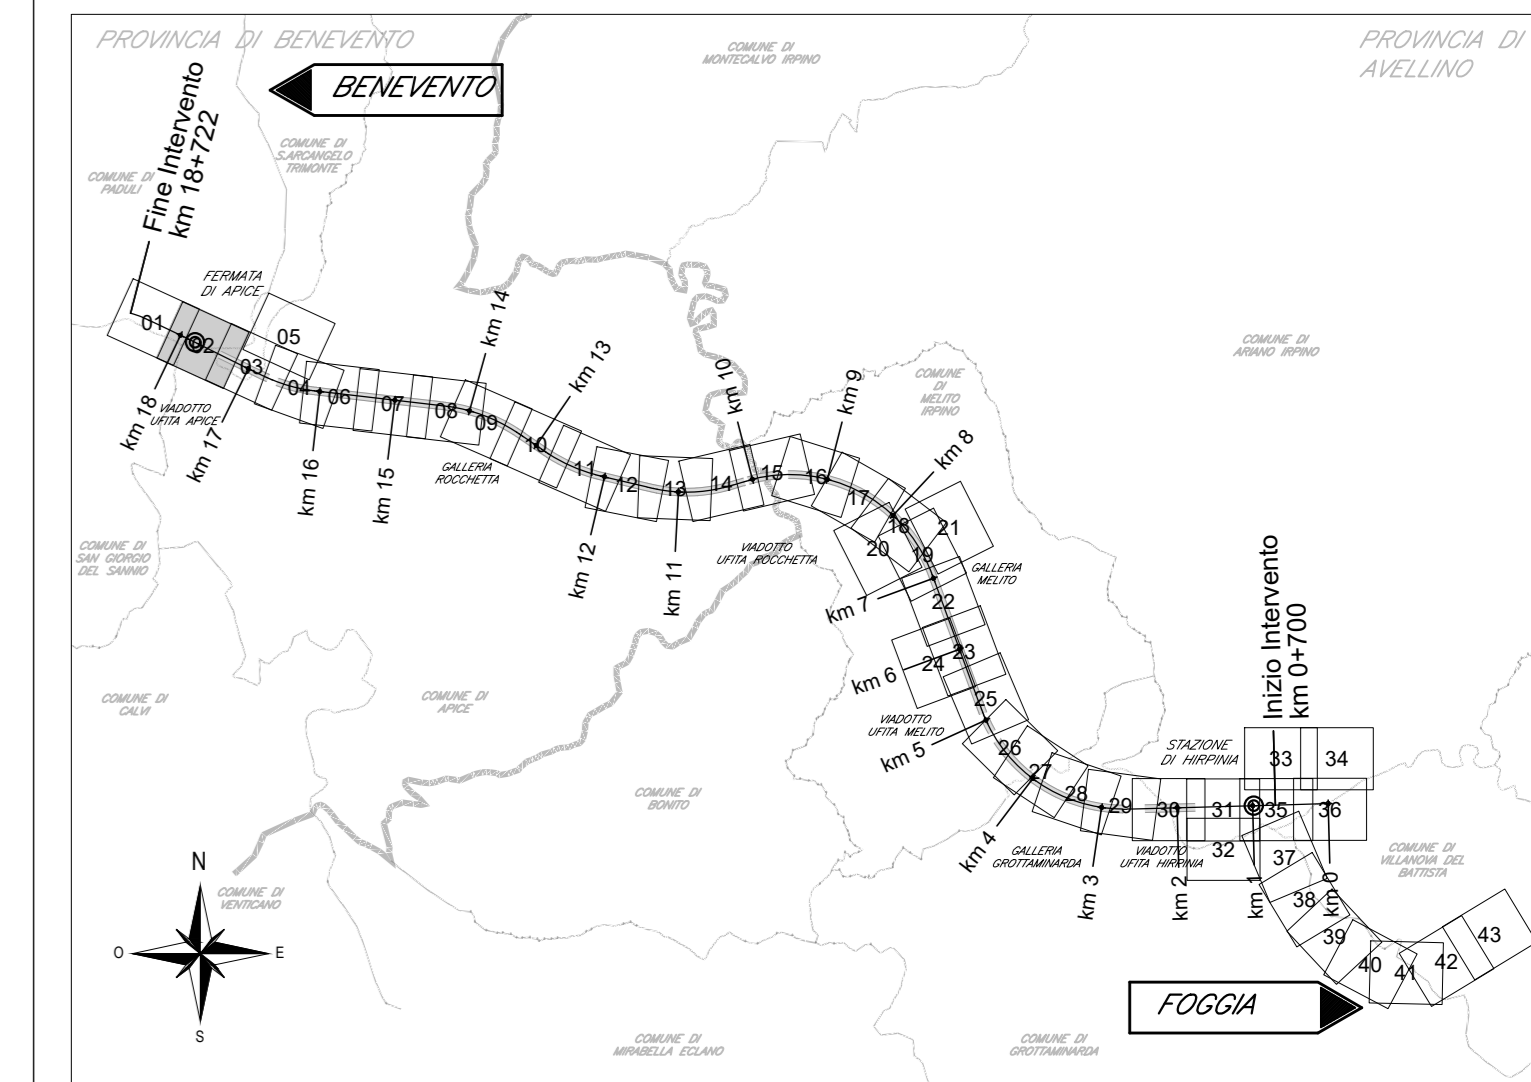 PROVINCIA DI BENEVENTO
COMUNE DI
MONTECALVO IRPINO
PROVINCIA DI
AVELLINO
BENEVENTO
Fine Intervento
km 18+722
COMUNE DI
S.ARCANGELO
TRIMONTE
COMUNE DI
PADULI
FERMATA
DI APICE
01
02
03
04
05
06
07
08
09
10
11
12
13
14
15
16
17
18
19
20
21
22
23
24
25
26
27
28
29
30
31
32
33
34
35
36
37
38
39
40
41
42
43
km 18
km 17
km 16
km 15
km 14
km 13
km 12
km 11
km 10
km 9
km 8
km 7
km 6
km 5
km 4
km 3
km 2
km 1
km 0
VIADOTTO
UFITA APICE
GALLERIA
ROCCHETTA
VIADOTTO
UFITA ROCCHETTA
GALLERIA
MELITO
VIADOTTO
UFITA MELITO
GALLERIA
GROTTAMINARDA
VIADOTTO
UFITA HIRPINIA
STAZIONE
DI HIRPINIA
Inizio Intervento
km 0+700
COMUNE DI
ARIANO IRPINO
COMUNE
DI
MELITO
IRPINO
COMUNE DI
SAN GIORGIO
DEL SANNIO
COMUNE DI
CALVI
COMUNE DI
APICE
COMUNE DI
BONITO
COMUNE DI
VENTICANO
COMUNE DI
VILLANOVA DEL
BATTISTA
COMUNE DI
MIRABELLA ECLANO
COMUNE DI
GROTTAMINARDA
N
O
E
S
FOGGIA